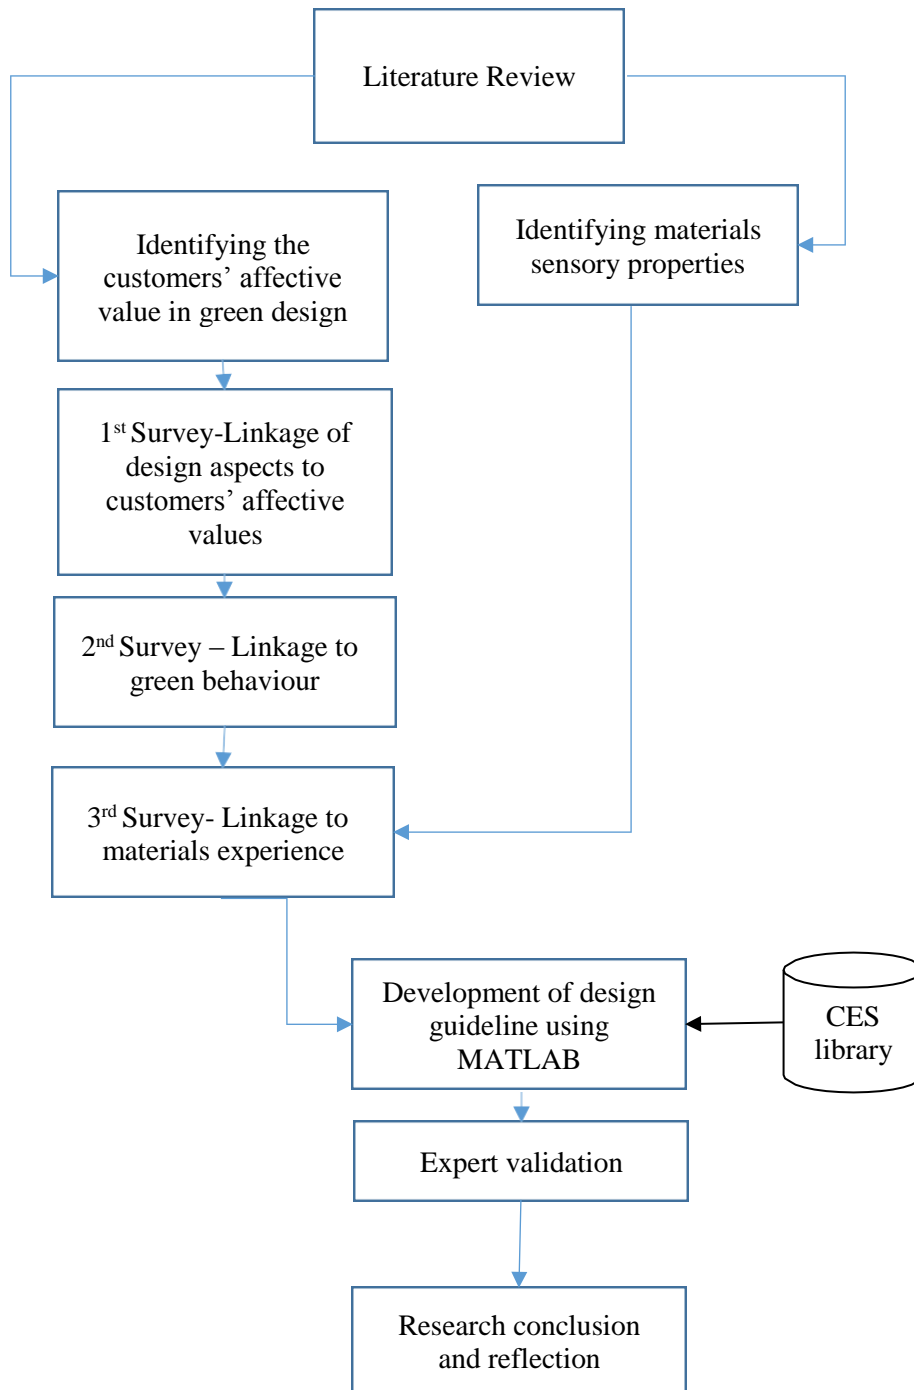 Literature Review
Identifying the
customers’ affective
value in green design
Identifying materials
sensory properties
1st Survey-Linkage of
design aspects to
customers’ affective
values
2nd Survey – Linkage to
green behaviour
3rd Survey- Linkage to
materials experience
Development of design
guideline using
MATLAB
CES
library
Expert validation
Research conclusion
and reflection